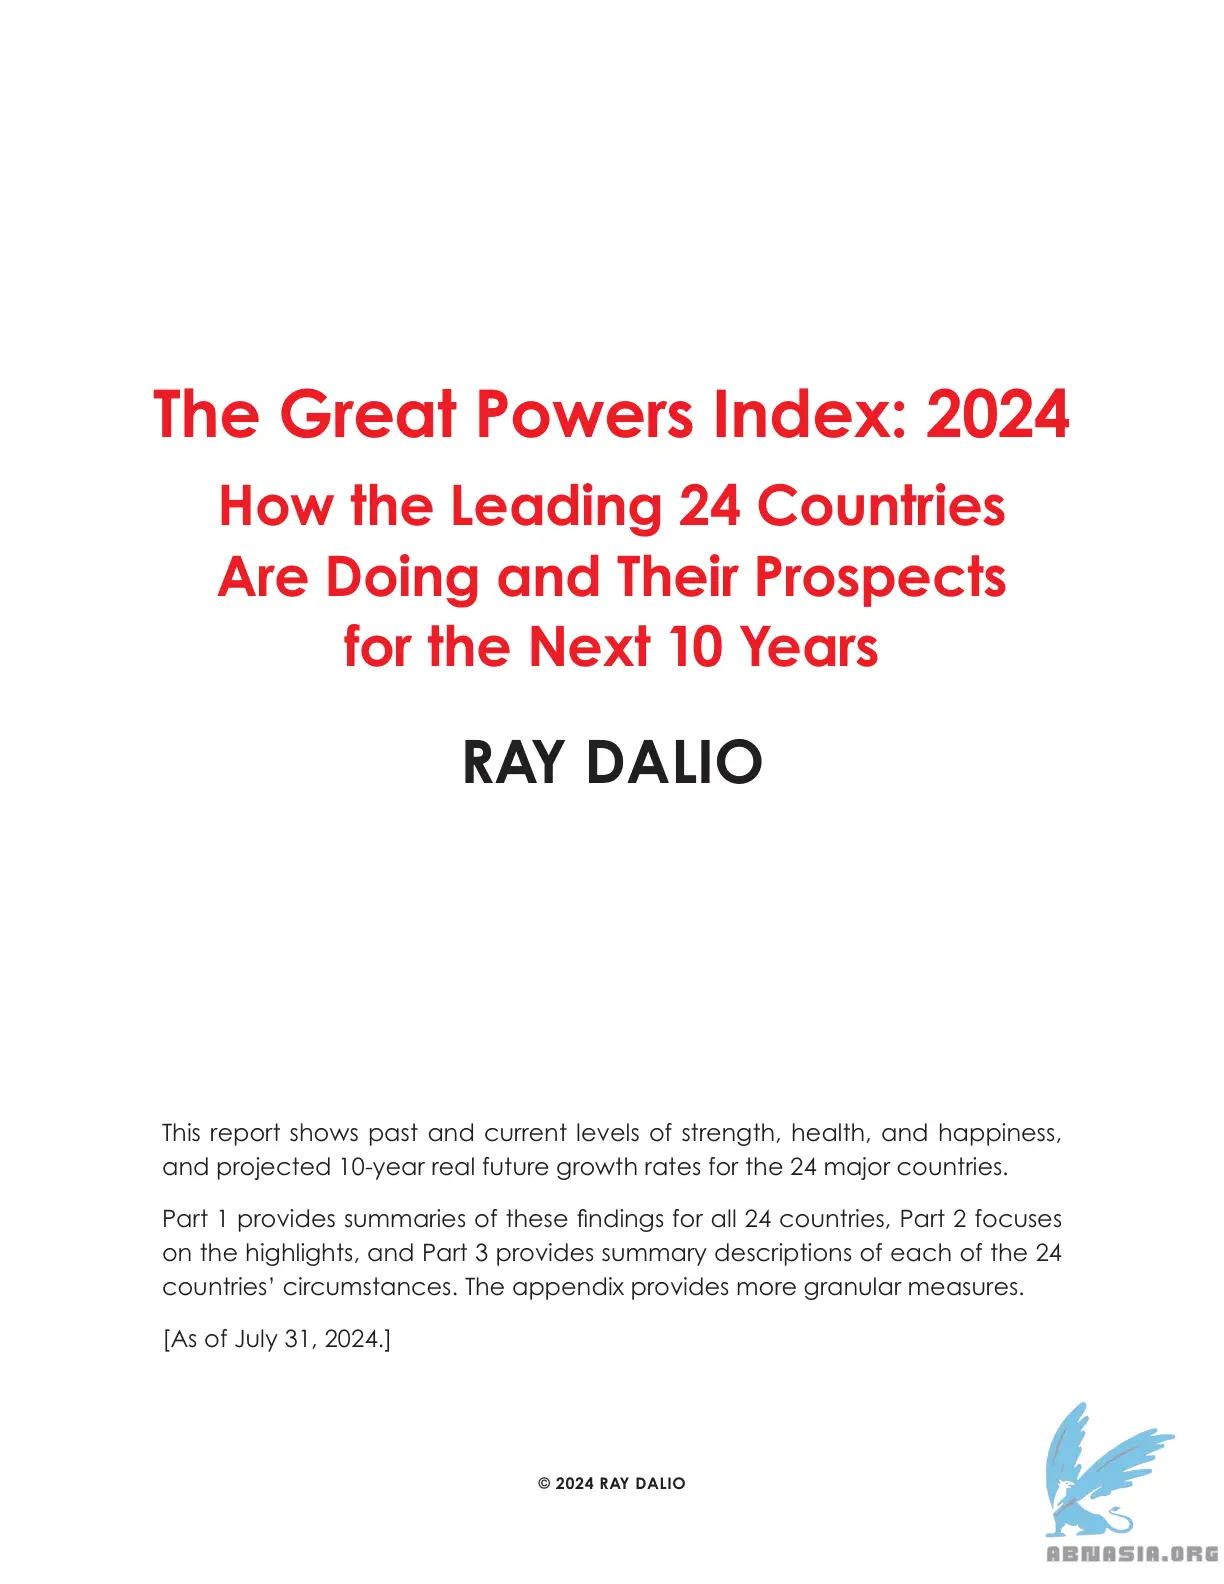 The Great Powers Index: 2024
How the Leading 24 Countries
Are Doing and Their Prospects
for the Next 10 Years
RAY DALIO
This report shows past and current levels of strength, health, and happiness,
and projected 10-year real future growth rates for the 24 major countries.
Part 1 provides summaries of these findings for all 24 countries, Part 2 focuses
on the highlights, and Part 3 provides summary descriptions of each of the 24
countries’ circumstances. The appendix provides more granular measures.
[As of July 31, 2024.]
© 2024 RAY DALIO
ABNASIA.ORG